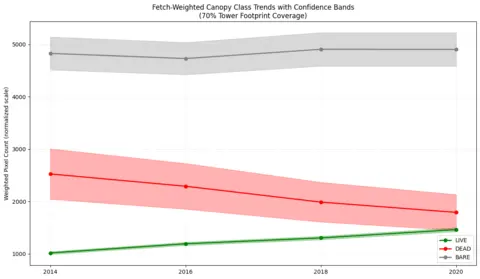 Fetch-Weighted Canopy Class Trends with Confidence Bands
(70% Tower Footprint Coverage)
Weighted Pixel Count (normalized scale)
5000
4000
3000
2000
1000
2014
2016
2018
2020
LIVE
DEAD
BARE